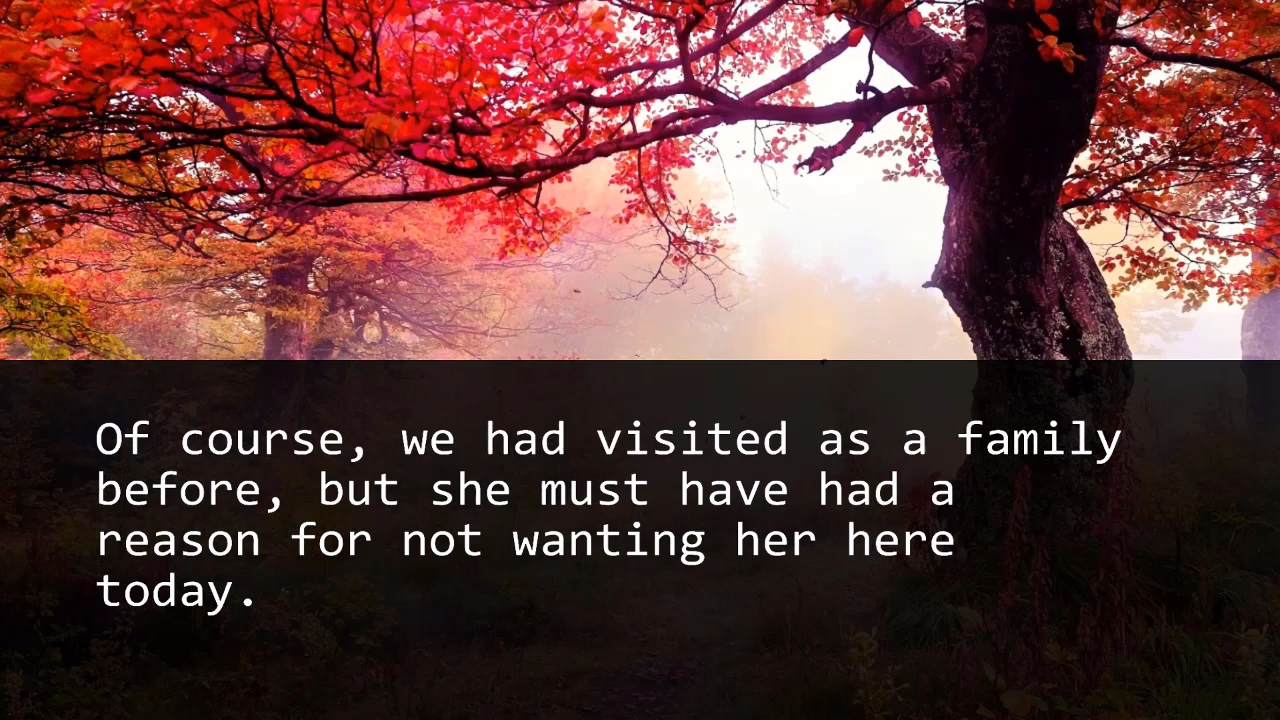 Of course, we had visited as a family
before, but she must have had a
reason for not wanting her here
today.